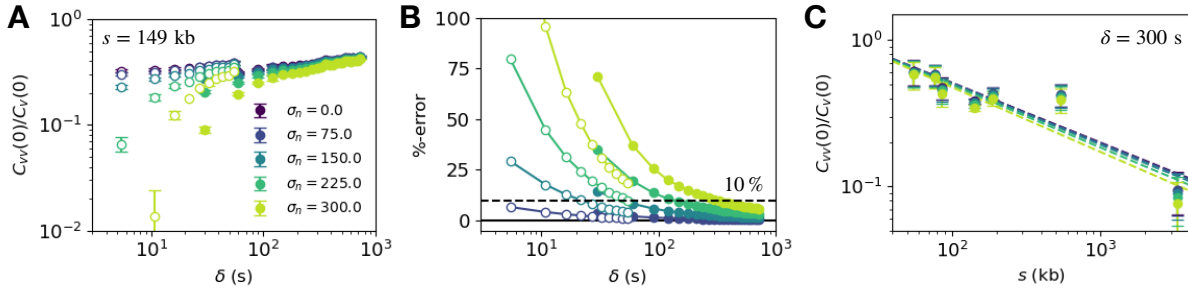 A
s = 149 kb
C_VV(0)/C_V(0)
10^0
10^-1
10^-2
σ_n = 0.0
σ_n = 75.0
σ_n = 150.0
σ_n = 225.0
σ_n = 300.0
10^1 10^2 10^3
δ (s)
B
%-error
100
75
50
25
0
10 %
10^1 10^2
δ (s)
C
δ = 300 s
C_VV(0)/C_V(0)
10^0
10^-1
10^2 10^3
s (kb)